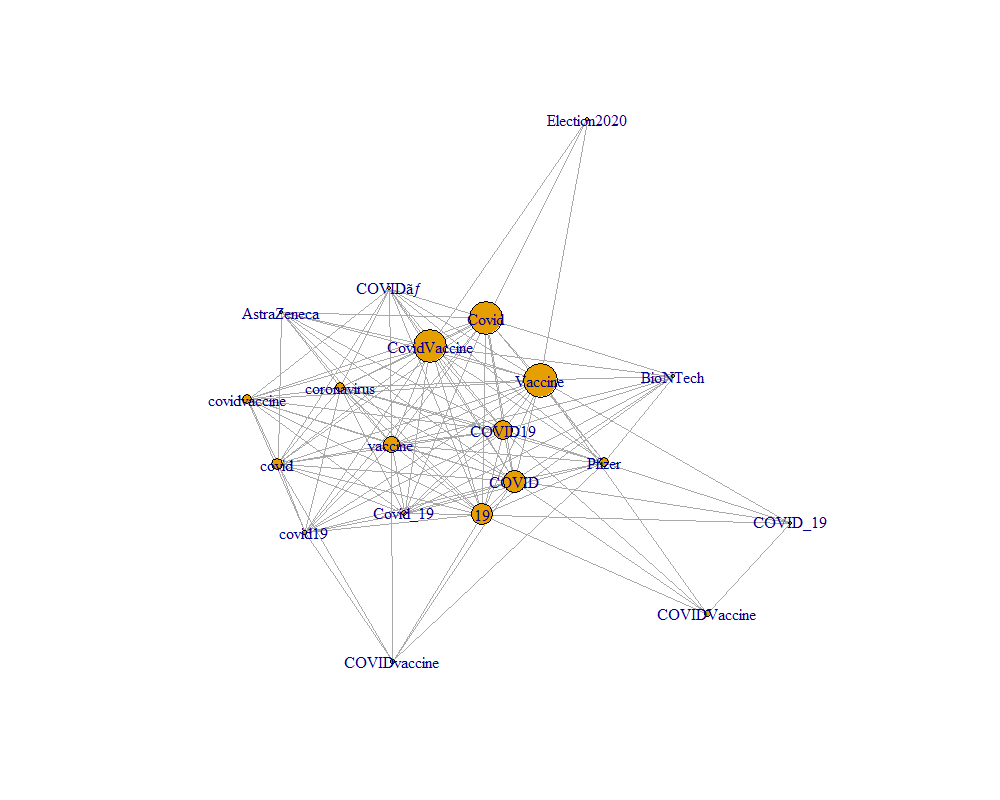 Election2020
COVIDãƒ
AstraZeneca
Covid
CovidVaccine
Vaccine
BioNTech
coronavirus
covidvaccine
COVID19
vaccine
covid
Pfizer
COVID
Covid_19
19
COVID_19
covid19
COVIDVaccine
COVIDvaccine